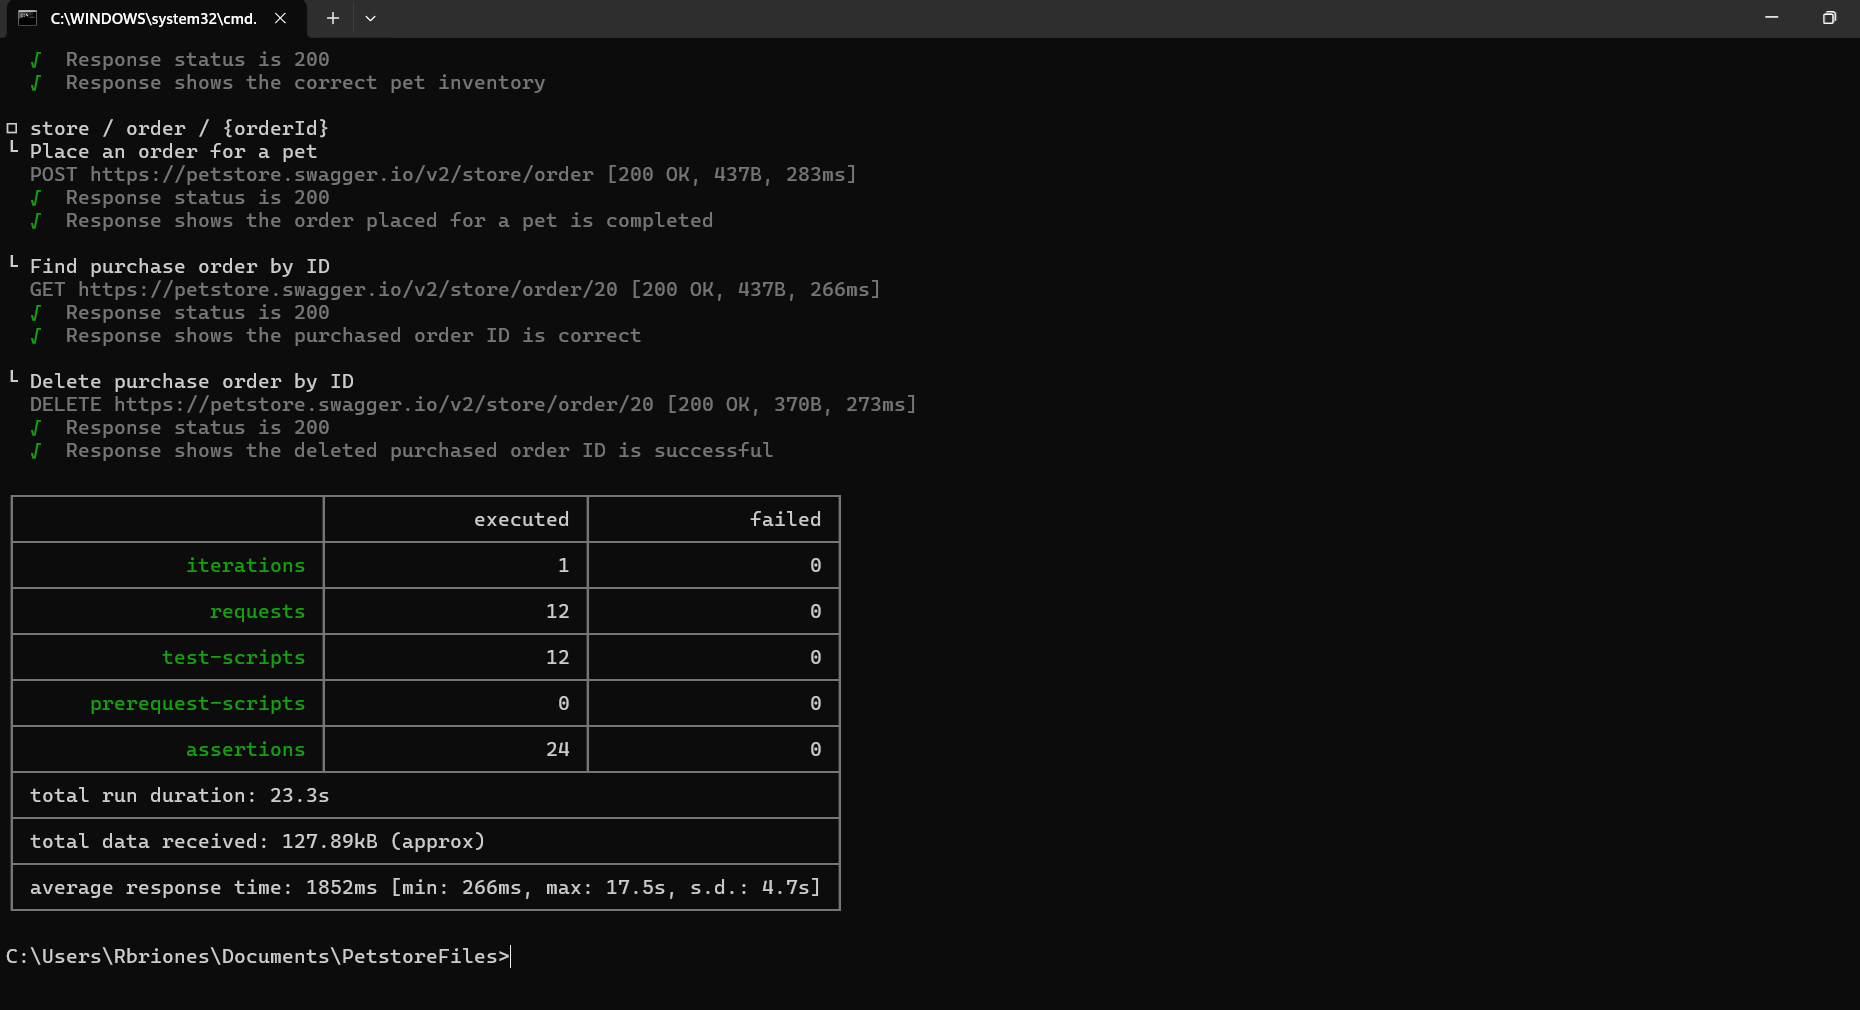 C:\WINDOWS\system32\cmd.
√ Response status is 200
√ Response shows the correct pet inventory
□ store / order / {orderId}
└ Place an order for a pet
POST https://petstore.swagger.io/v2/store/order [200 OK, 437B, 283ms]
√ Response status is 200
√ Response shows the order placed for a pet is completed
└ Find purchase order by ID
GET https://petstore.swagger.io/v2/store/order/20 [200 OK, 437B, 266ms]
√ Response status is 200
√ Response shows the purchased order ID is correct
└ Delete purchase order by ID
DELETE https://petstore.swagger.io/v2/store/order/20 [200 OK, 370B, 273ms]
√ Response status is 200
√ Response shows the deleted purchased order ID is successful
executed failed
iterations 1 0
requests 12 0
test-scripts 12 0
prerequest-scripts 0 0
assertions 24 0
total run duration: 23.3s
total data received: 127.89kB (approx)
average response time: 1852ms [min: 266ms, max: 17.5s, s.d.: 4.7s]
C:\Users\Rbriones\Documents\PetstoreFiles>